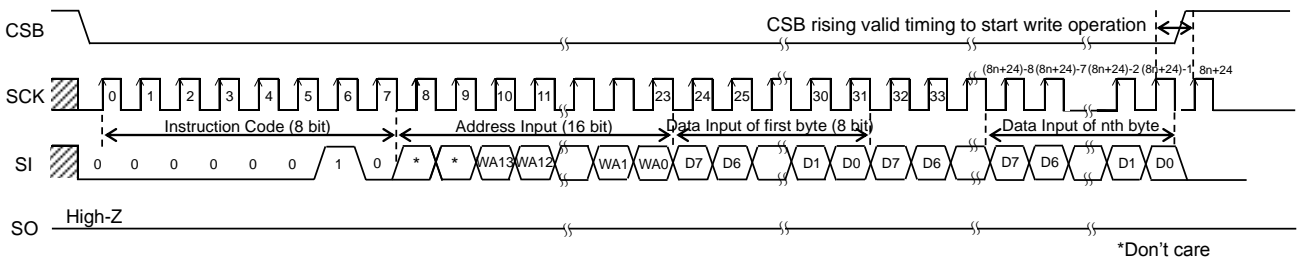 CSB
CSB rising valid timing to start write operation
(8n+24)-8 (8n+24)-7 (8n+24)-2 (8n+24)-1 8n+24
SCK
0 1 2 3 4 5 6 7 8 9 10 11 23 24 25 30 31 32 33
Instruction Code (8 bit) Address Input (16 bit) Data Input of first byte (8 bit) Data Input of nth byte
SI
0 0 0 0 0 0 1 0 * * WA13 WA12 WA1 WA0 D7 D6 D1 D0 D7 D6 D7 D6 D1 D0
High-Z
SO
*Don't care